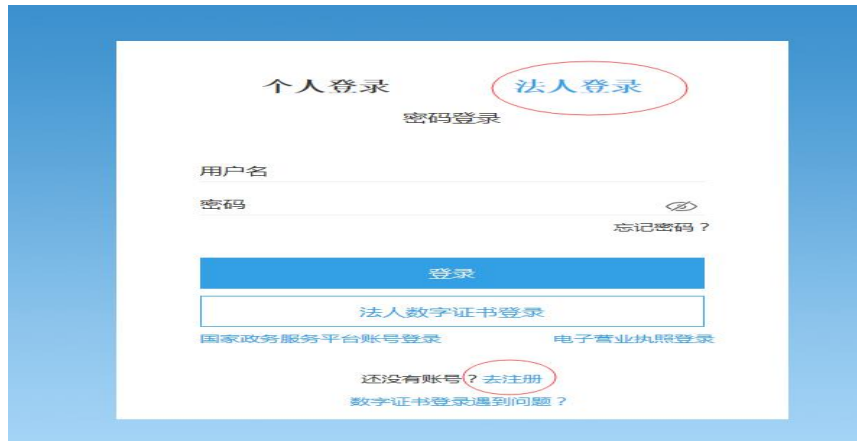 个人登录 法人登录
密码登录
用户名
密码
忘记密码？
登录
法人数字证书登录
国家政务服务平台账号登录 电子营业执照登录
还没有账号？去注册
数字证书登录遇到问题？